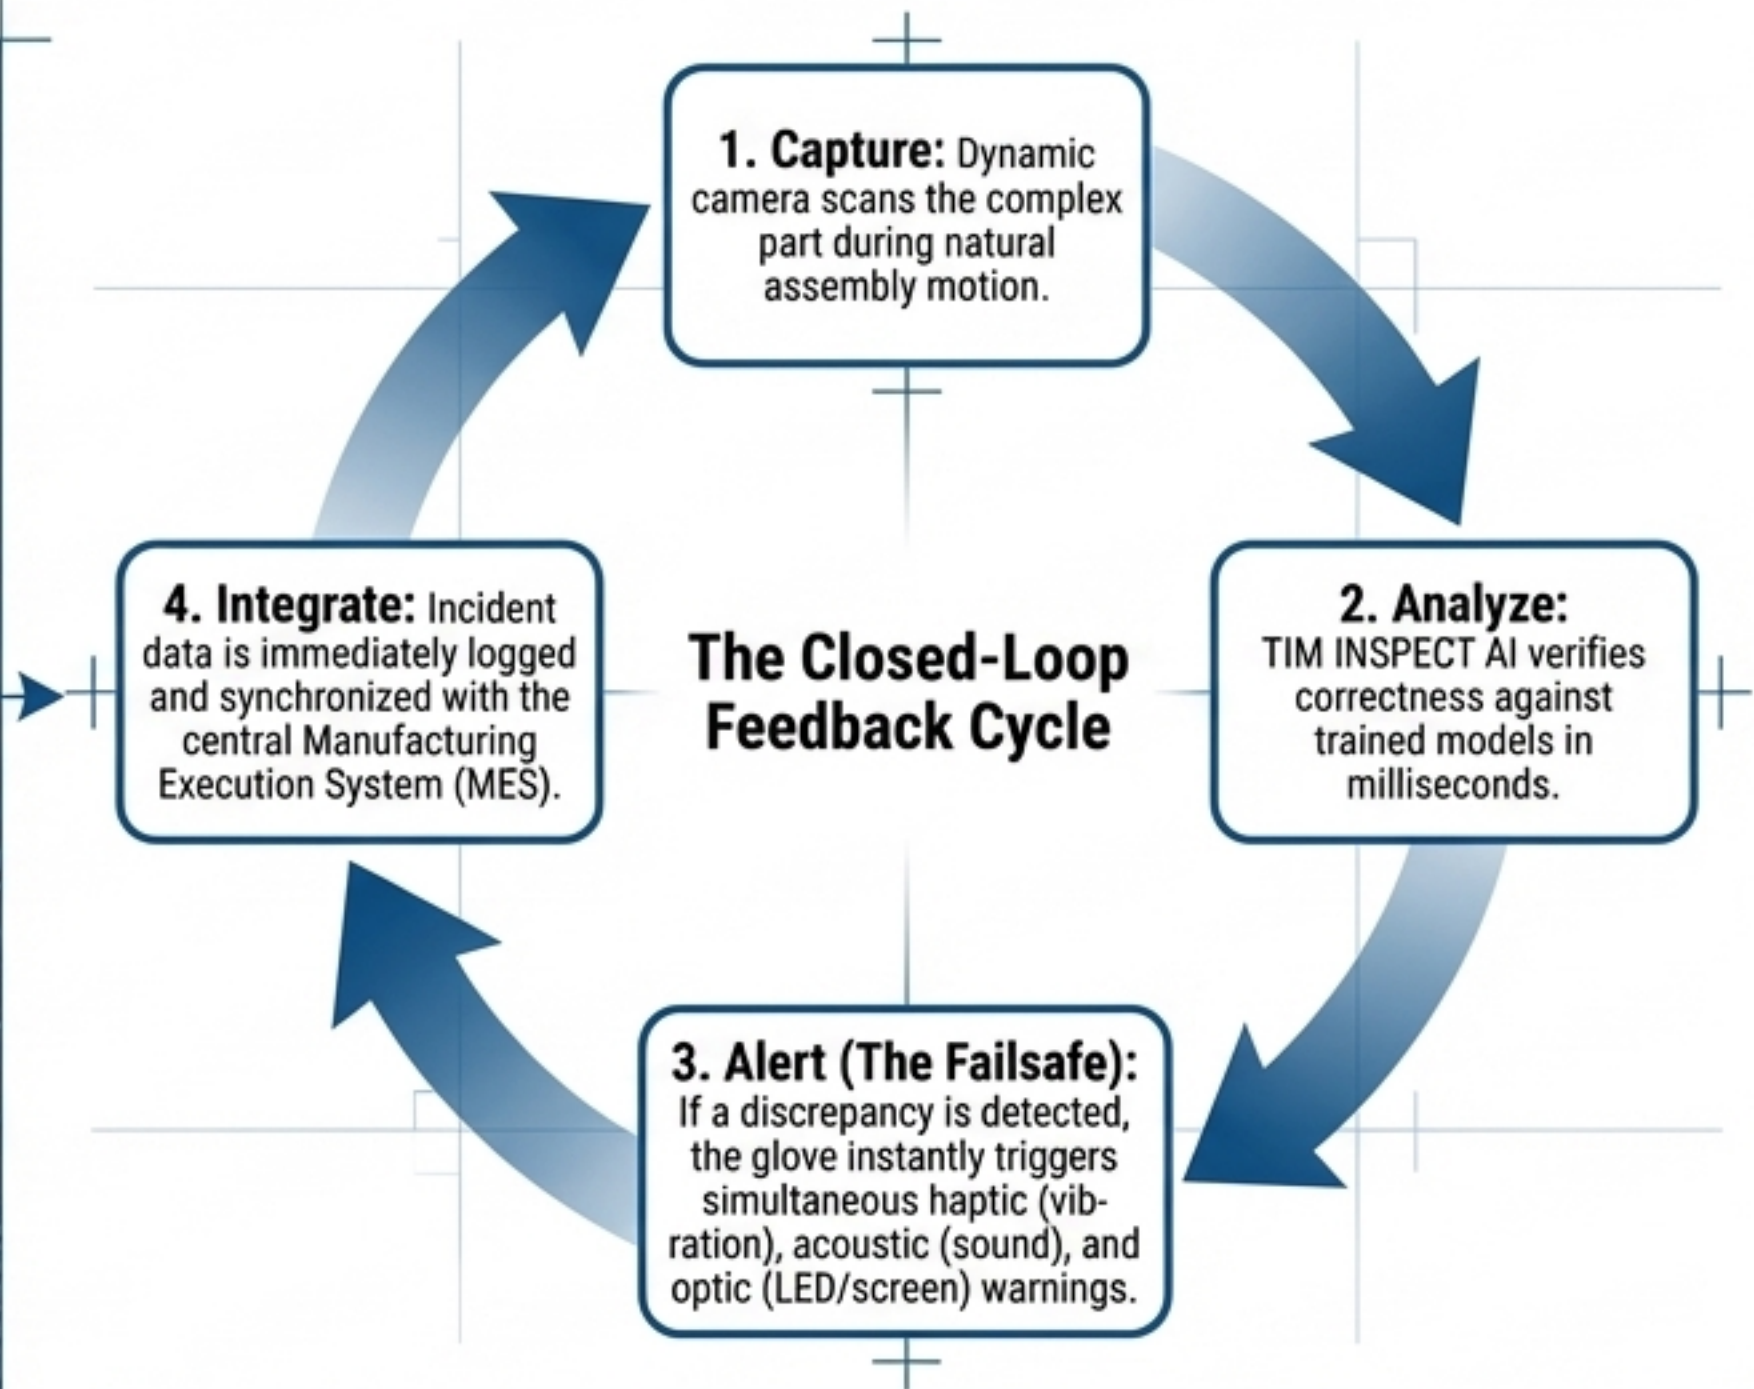 1. Capture: Dynamic
camera scans the complex
part during natural
assembly motion.
2. Analyze:
TIM INSPECT AI verifies
correctness against
trained models in
milliseconds.
3. Alert (The Failsafe):
If a discrepancy is detected,
the glove instantly triggers
simultaneous haptic (vib-
ration), acoustic (sound), and
optic (LED/screen) warnings.
4. Integrate: Incident
data is immediately logged
and synchronized with the
central Manufacturing
Execution System (MES).
The Closed-Loop
Feedback Cycle